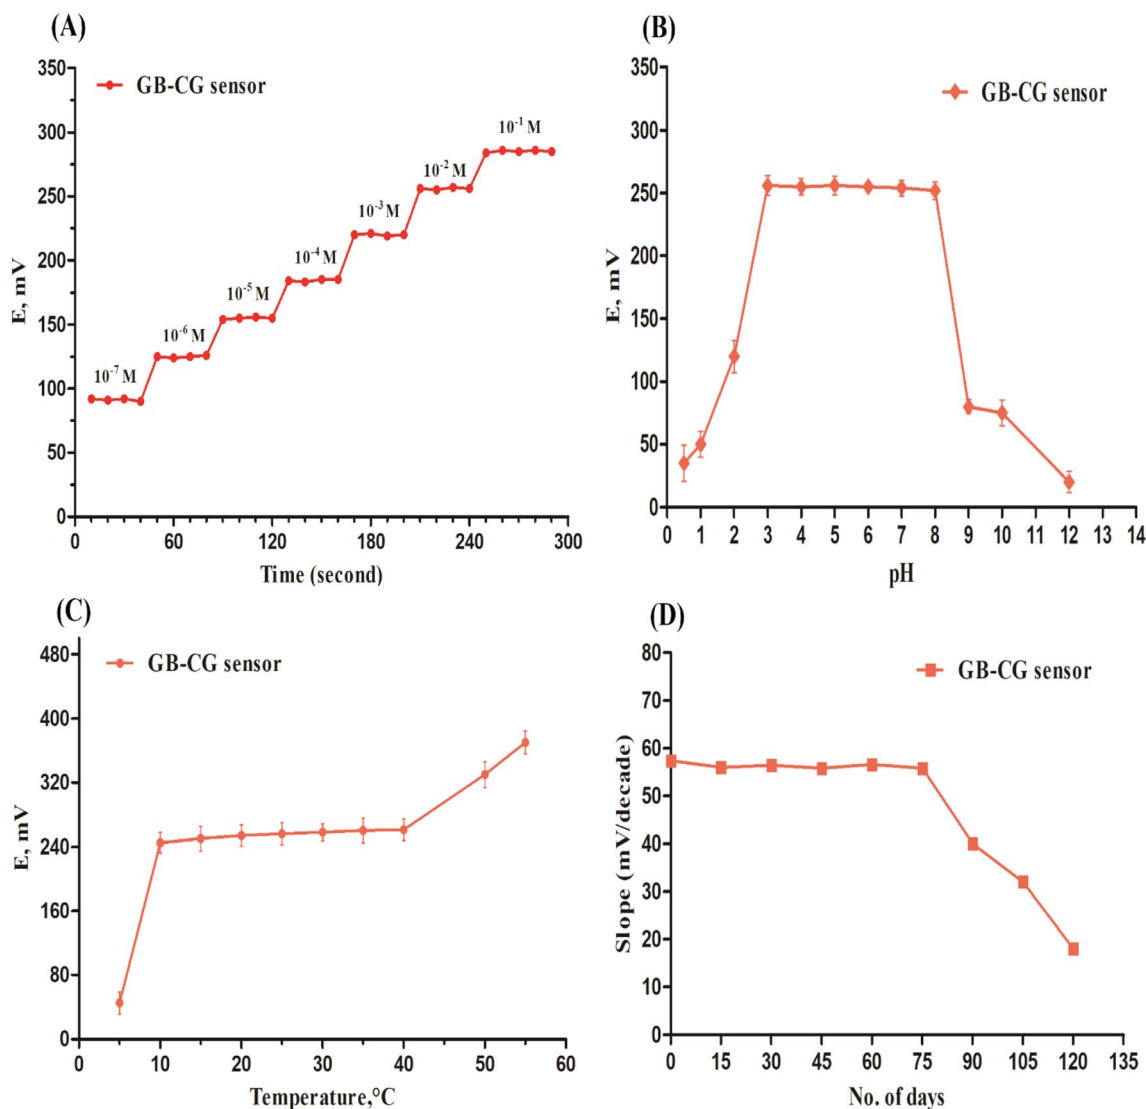 (A)
350
300
250
200
150
100
50
0
E, mV
GB-CG sensor
10⁻⁷ M
10⁻⁶ M
10⁻⁵ M
10⁻⁴ M
10⁻³ M
10⁻² M
10⁻¹ M
0 60 120 180 240 300
Time (second)
(B)
350
300
250
200
150
100
50
0
E, mV
GB-CG sensor
0 1 2 3 4 5 6 7 8 9 10 11 12 13 14
pH
(C)
480
400
320
240
160
80
0
E, mV
GB-CG sensor
0 10 20 30 40 50 60
Temperature,°C
(D)
80
70
60
50
40
30
20
10
0
Slope (mV/decade)
GB-CG sensor
0 15 30 45 60 75 90 105 120 135
No. of days